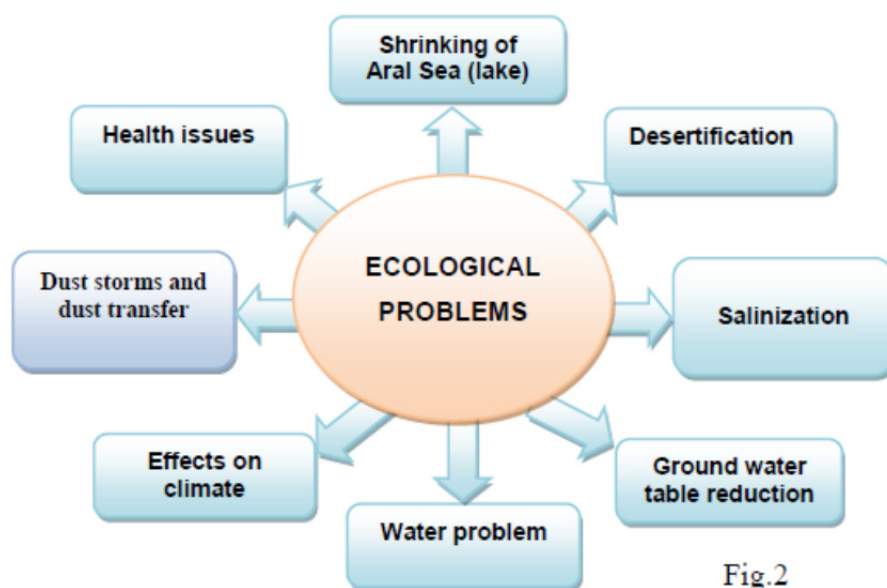 Shrinking of
Aral Sea (lake)
Health issues
Desertification
ECOLOGICAL
PROBLEMS
Dust storms and
dust transfer
Salinization
Effects on
climate
Ground water
table reduction
Water problem
Fig.2